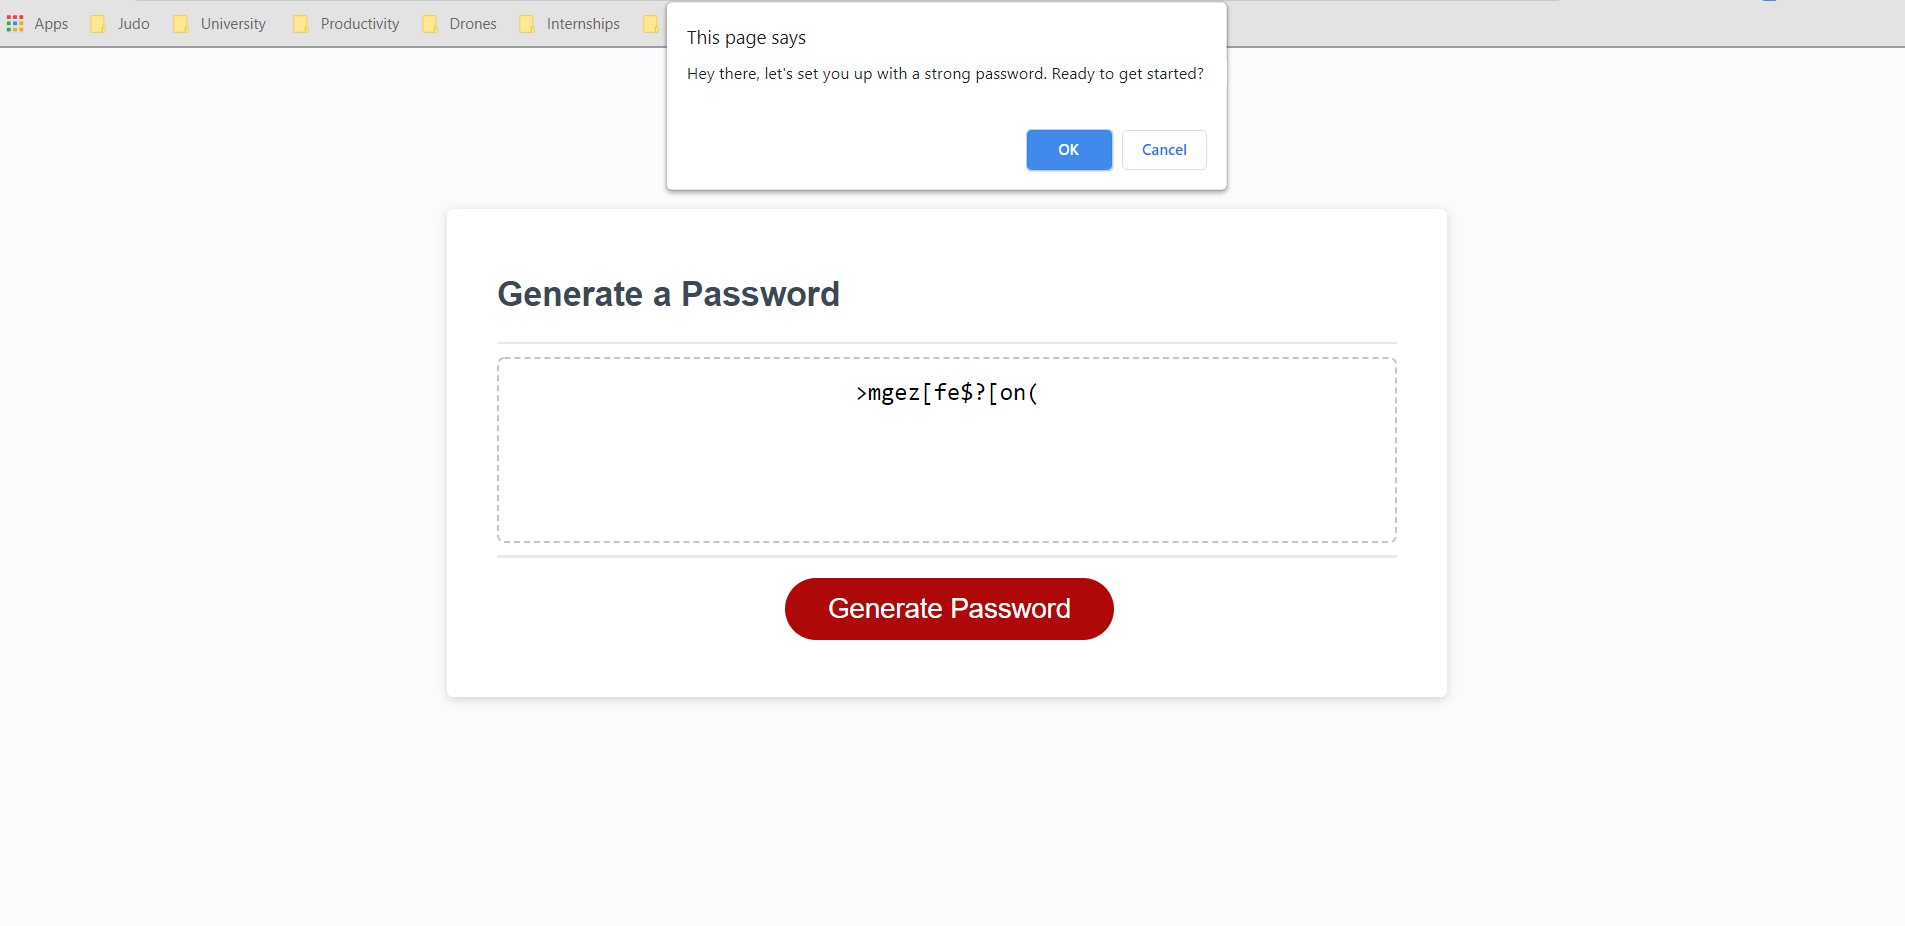 Apps Judo University Productivity Drones Internships
This page says
Hey there, let's set you up with a strong password. Ready to get started?
OK Cancel
Generate a Password
>mgez[fe$?[on(
Generate Password